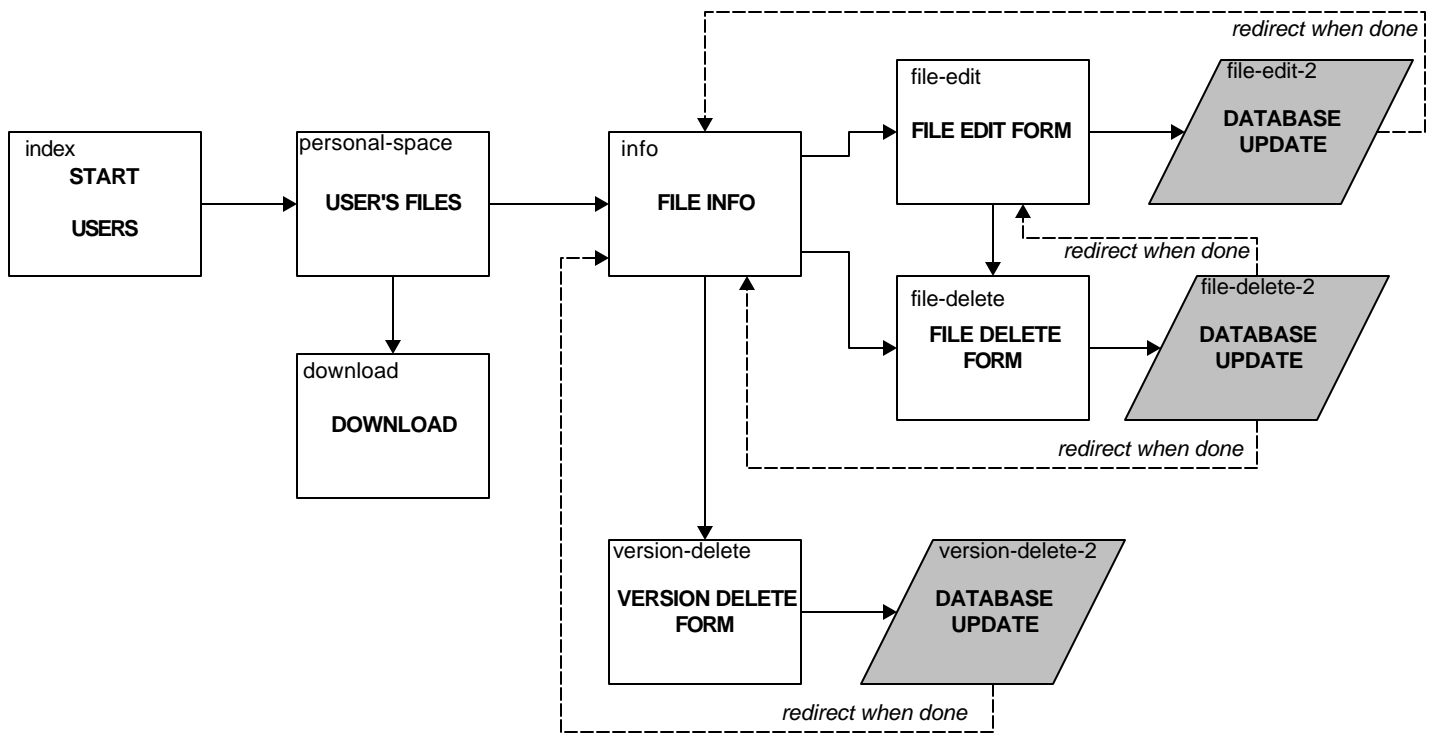 redirect when done
file-edit
FILE EDIT FORM
file-edit-2
DATABASE
UPDATE
index
START
USERS
personal-space
USER'S FILES
info
FILE INFO
redirect when done
file-delete
FILE DELETE
FORM
file-delete-2
DATABASE
UPDATE
download
DOWNLOAD
redirect when done
version-delete
VERSION DELETE
FORM
version-delete-2
DATABASE
UPDATE
redirect when done